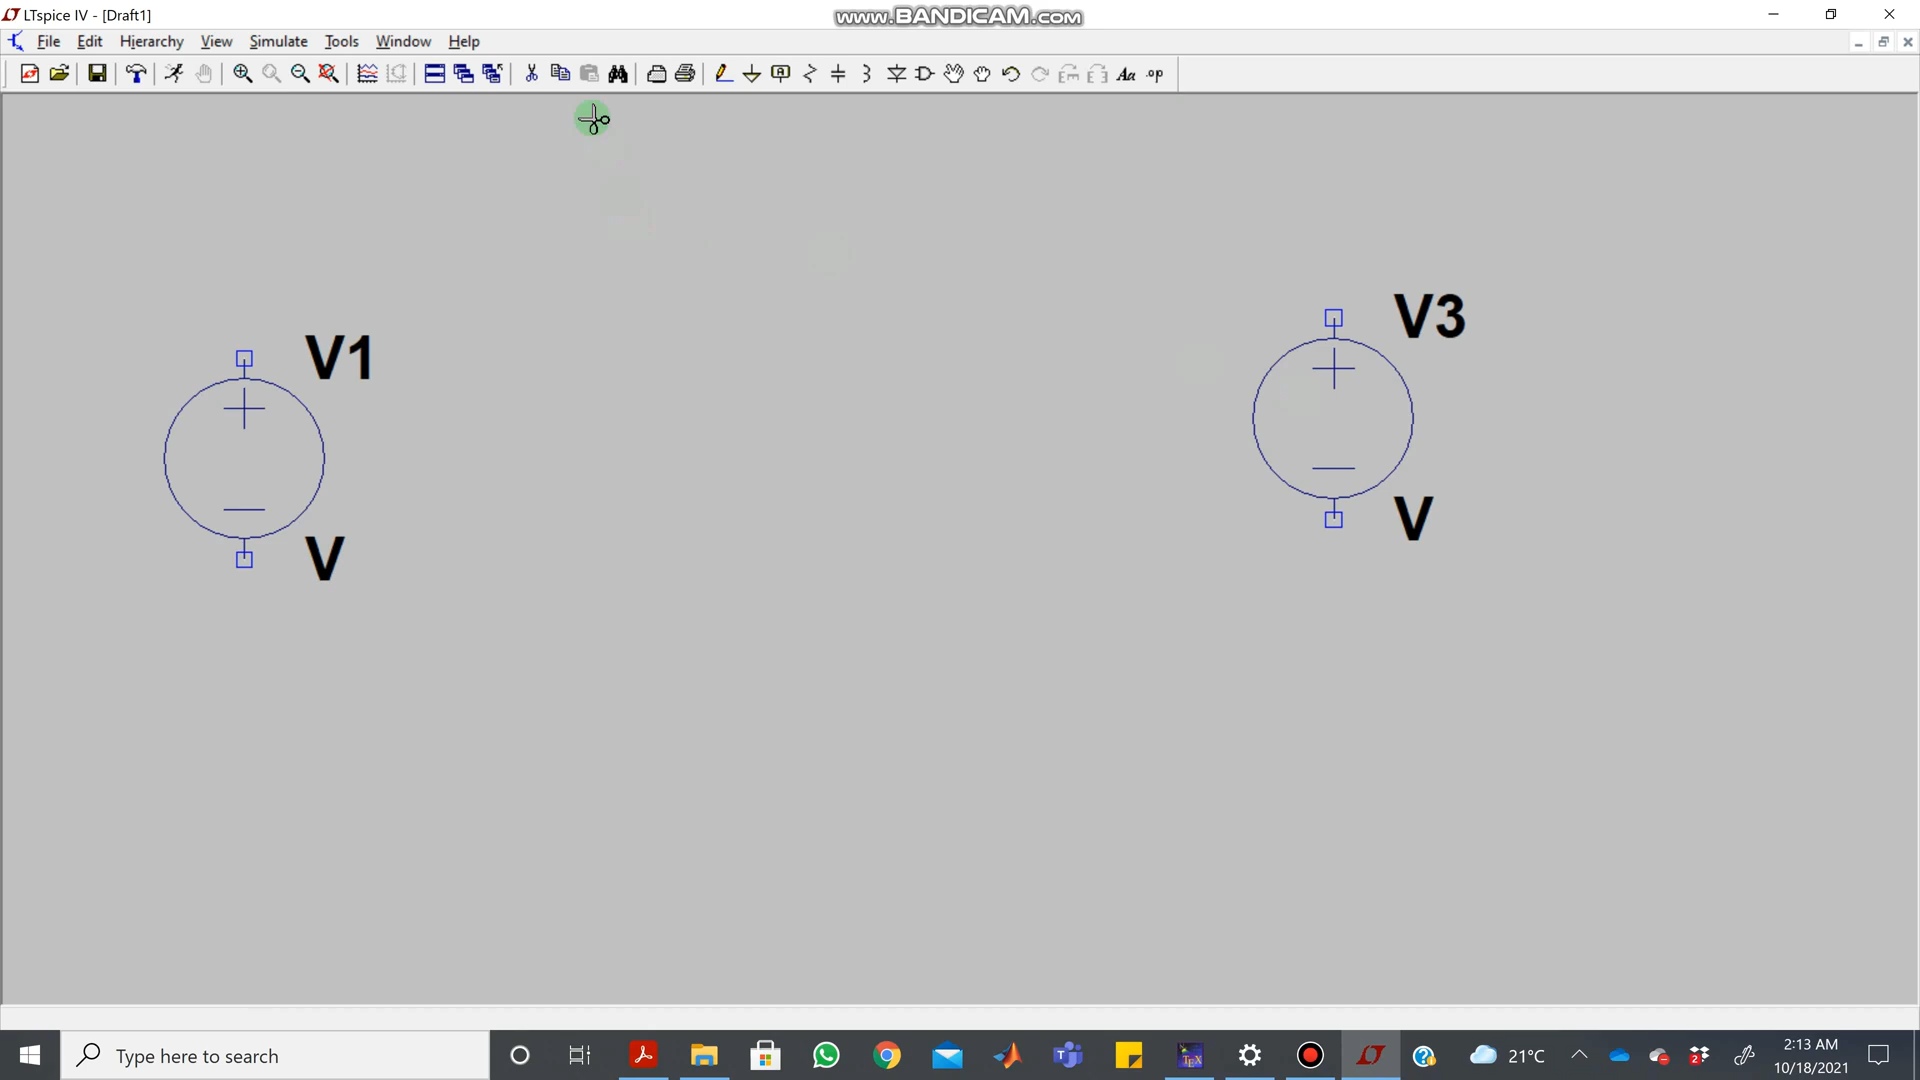 LTspice IV - [Draft1]
www.BANDICAM.com
File Edit Hierarchy View Simulate Tools Window Help
Aa .op
V3
V1
V
V
Type here to search
21°C
2:13 AM
10/18/2021